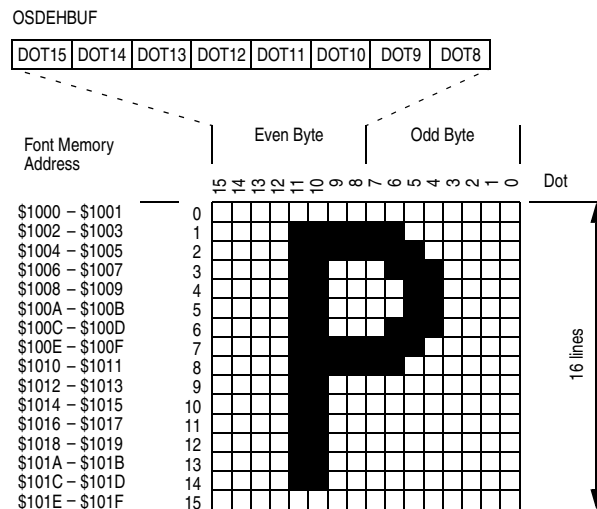 OSDEHBUF
DOT15 DOT14 DOT13 DOT12 DOT11 DOT10 DOT9 DOT8
Even Byte Odd Byte
Font Memory
Address
15 14 13 12 11 10 9 8 7 6 5 4 3 2 1 0 Dot
$1000 – $1001 0
$1002 – $1003 1
$1004 – $1005 2
$1006 – $1007 3
$1008 – $1009 4
$100A – $100B 5
$100C – $100D 6
$100E – $100F 7
$1010 – $1011 8
$1012 – $1013 9
$1014 – $1015 10
$1016 – $1017 11
$1018 – $1019 12
$101A – $101B 13
$101C – $101D 14
$101E – $101F 15
16 lines